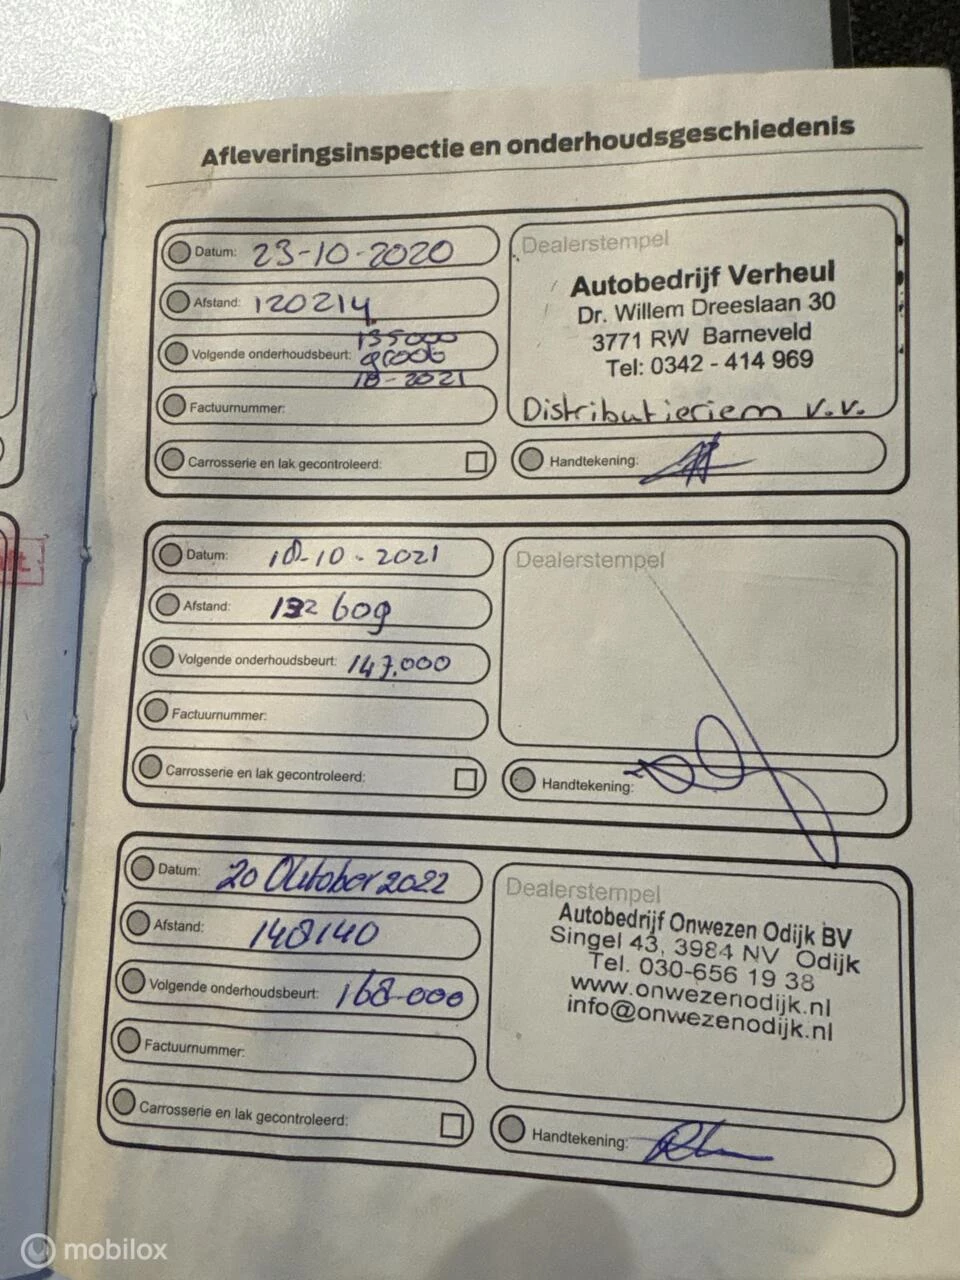 Afleveringsinspectie en onderhoudsgeschiedenis
Datum: 23-10-2020
Afstand: 120214
Volgende onderhoudsbeurt: 135000
groot
10-2021
Factuurnummer:
Carrosserie en lak gecontroleerd:
Dealerstempel
Autobedrijf Verheul
Dr. Willem Dreeslaan 30
3771 RW Barneveld
Tel: 0342 - 414 969
Distributieriem v.v.
Handtekening:
Datum: 18-10-2021
Afstand: 132 609
Volgende onderhoudsbeurt: 147.000
Factuurnummer:
Carrosserie en lak gecontroleerd:
Dealerstempel
Handtekening:
Datum: 20 Oktober 2022
Afstand: 148140
Volgende onderhoudsbeurt: 168.000
Factuurnummer:
Carrosserie en lak gecontroleerd:
Dealerstempel
Autobedrijf Onwezen Odijk BV
Singel 43, 3984 NV Odijk
Tel. 030-656 19 38
www.onwezenodijk.nl
info@onwezenodijk.nl
Handtekening:
mobilox